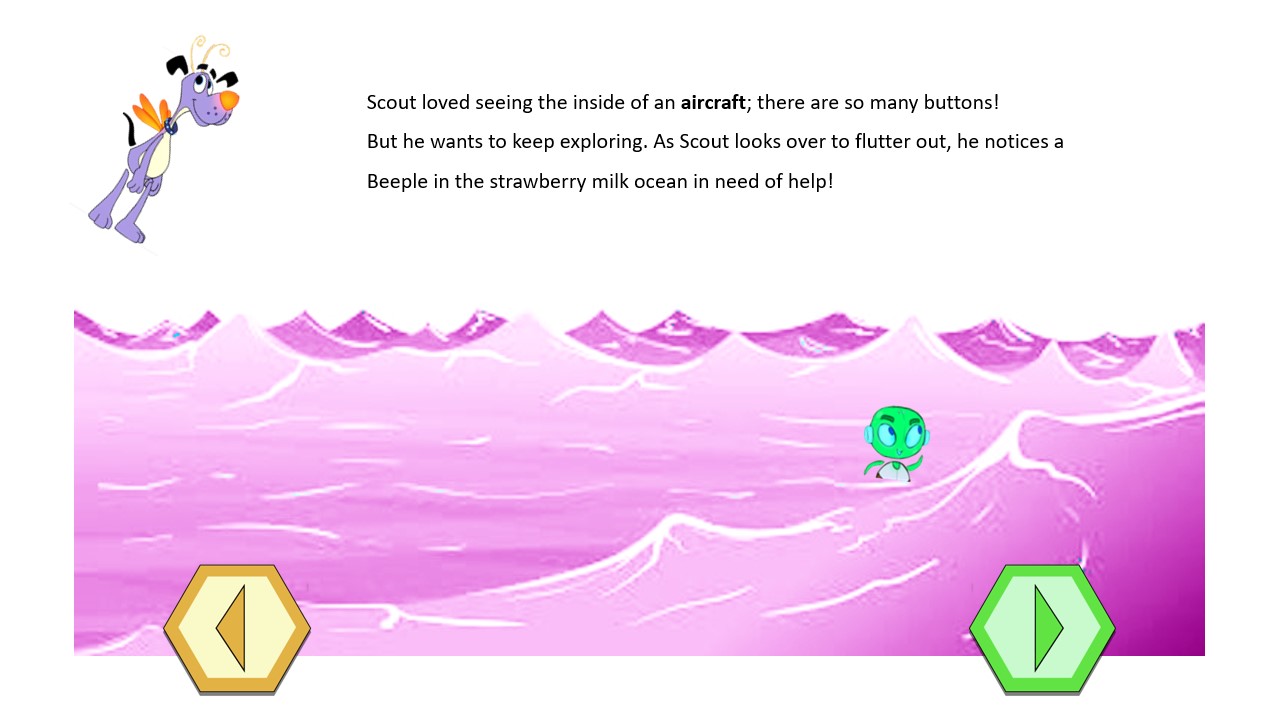 Scout loved seeing the inside of an aircraft; there are so many buttons!
But he wants to keep exploring. As Scout looks over to flutter out, he notices a
Beeple in the strawberry milk ocean in need of help!